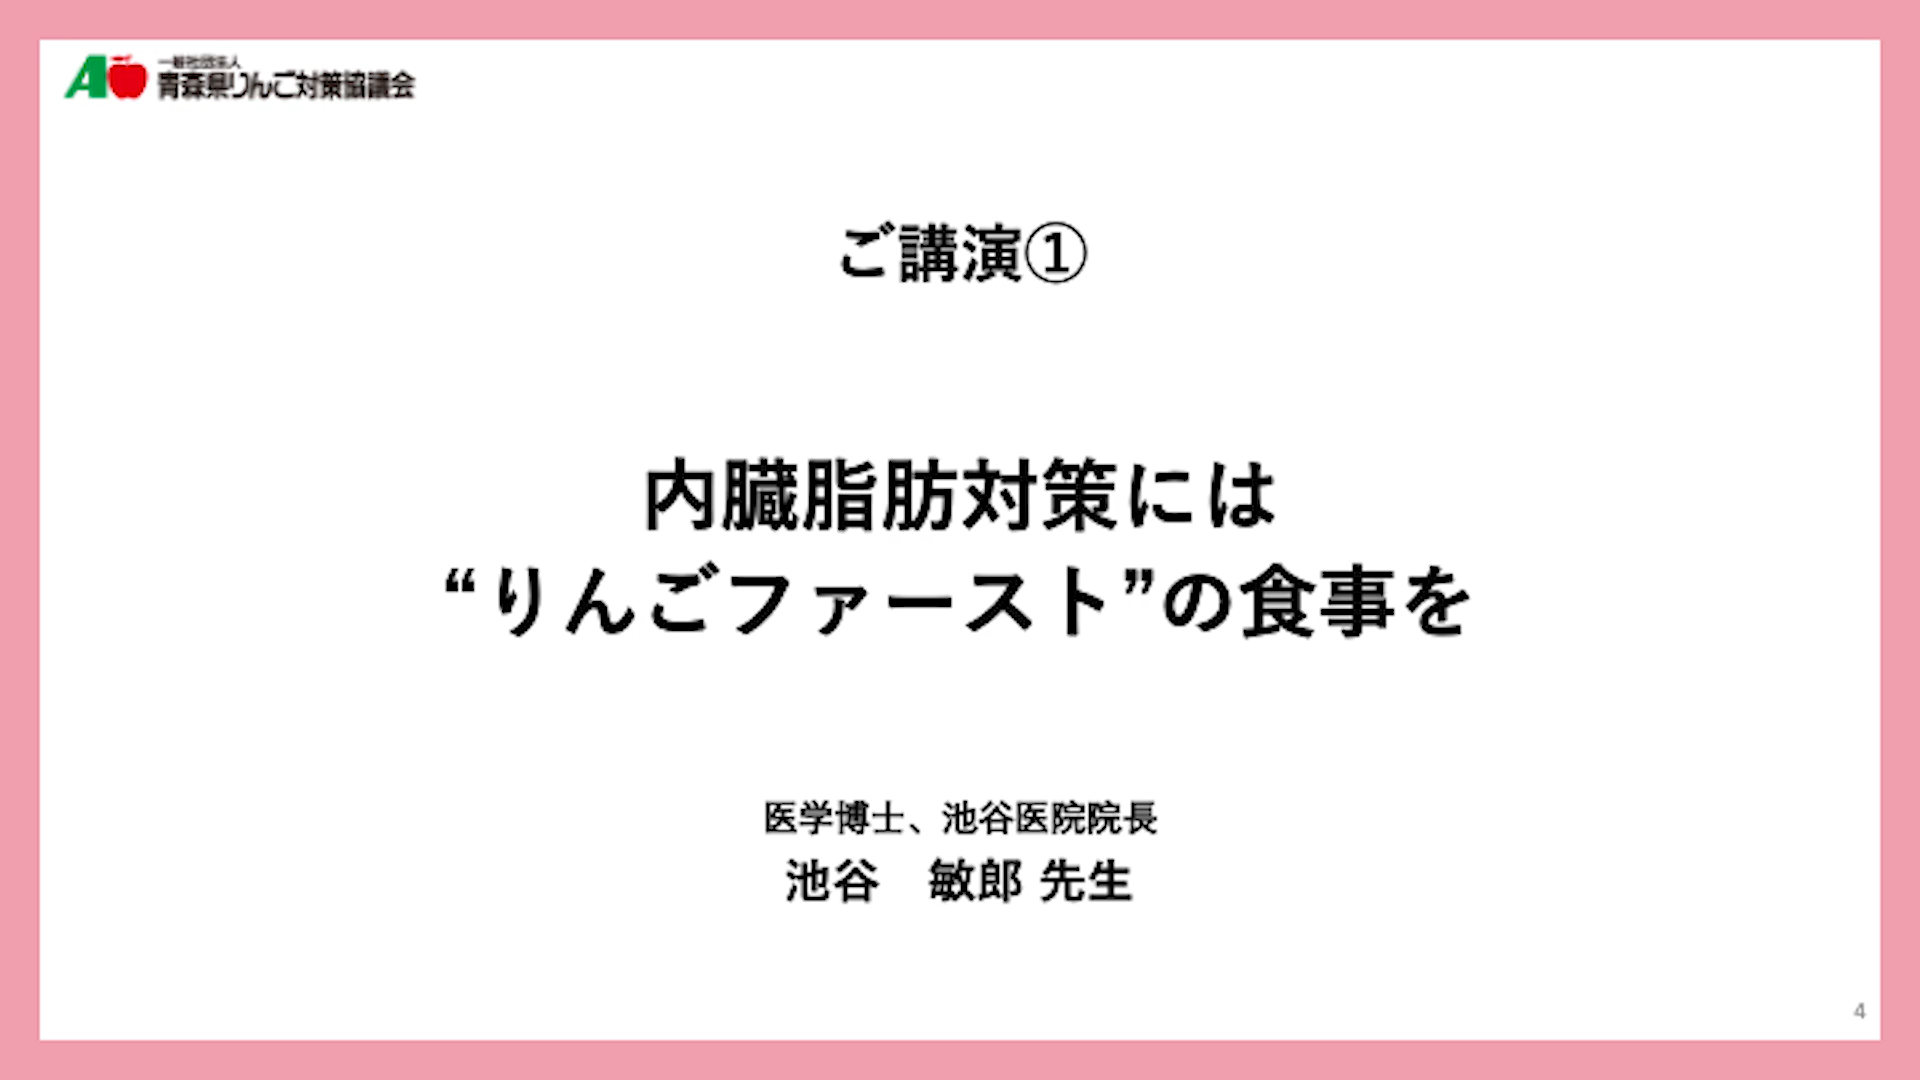 一般社団法人
青森県りんご対策協議会
ご講演①
内臓脂肪対策には
“りんごファースト”の食事を
医学博士、池谷医院院長
池谷　敏郎 先生
4